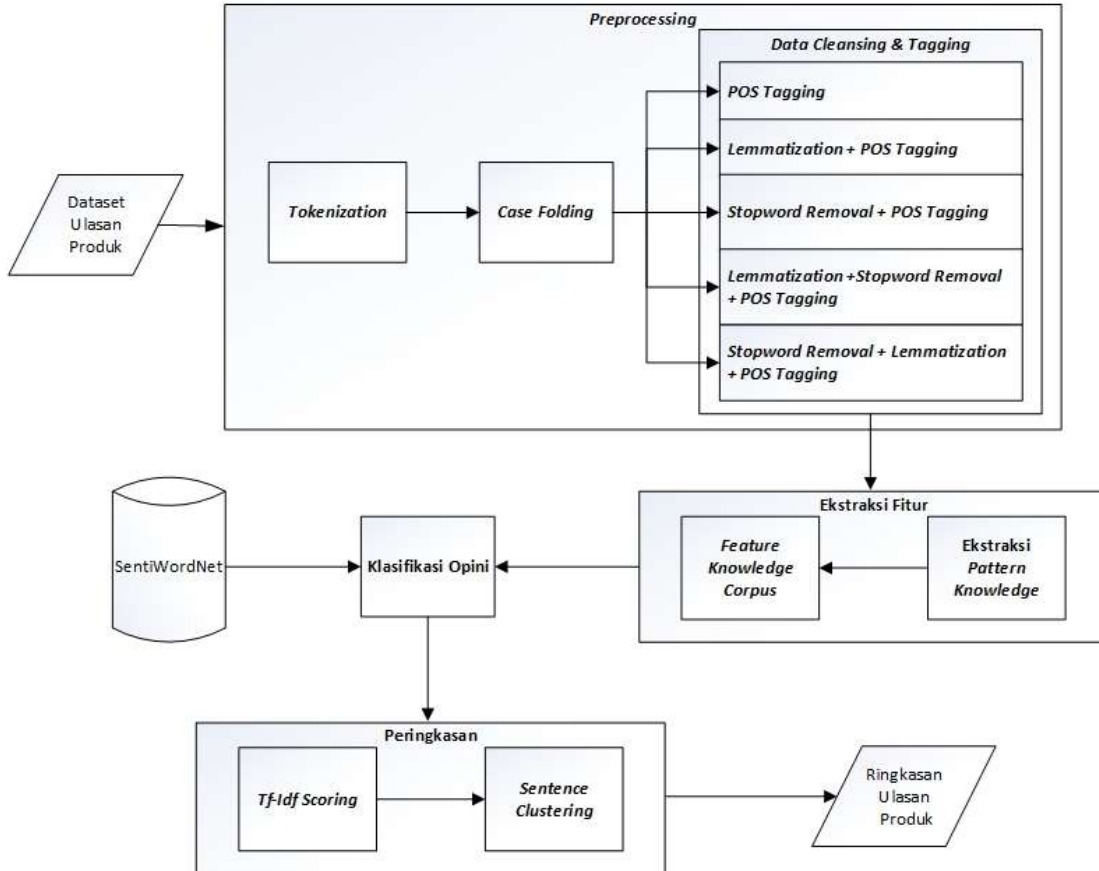 Preprocessing
Data Cleansing & Tagging
POS Tagging
Lemmatization + POS Tagging
Dataset
Ulasan
Produk
Tokenization
Case Folding
Stopword Removal + POS Tagging
Lemmatization +Stopword Removal
+ POS Tagging
Stopword Removal + Lemmatization
+ POS Tagging
SentiWordNet
Klasifikasi Opini
Ekstraksi Fitur
Feature
Knowledge
Corpus
Ekstraksi
Pattern
Knowledge
Peringkasan
Tf-Idf Scoring
Sentence
Clustering
Ringkasan
Ulasan
Produk